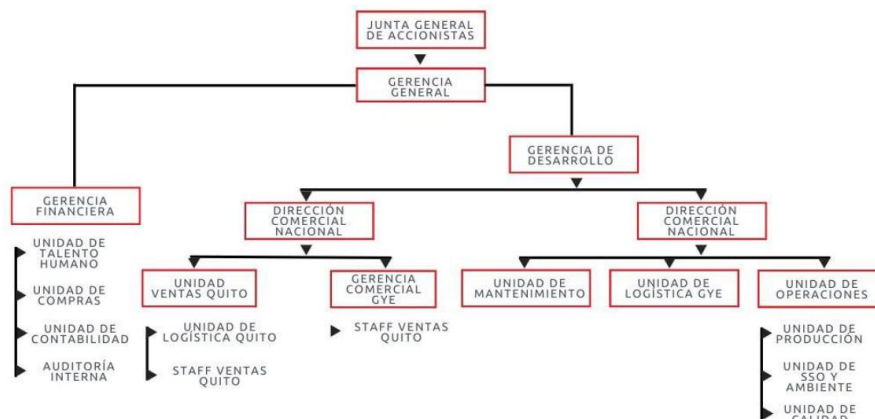 JUNTA GENERAL
DE ACCIONISTAS
GERENCIA
GENERAL
GERENCIA DE
DESARROLLO
GERENCIA
FINANCIERA
UNIDAD DE
TALENTO
HUMANO
UNIDAD DE
COMPRAS
UNIDAD DE
CONTABILIDAD
AUDITORÍA
INTERNA
DIRECCIÓN
COMERCIAL
NACIONAL
UNIDAD
VENTAS QUITO
UNIDAD DE
LOGÍSTICA QUITO
STAFF VENTAS
QUITO
GERENCIA
COMERCIAL
GYE
STAFF VENTAS
QUITO
DIRECCIÓN
COMERCIAL
NACIONAL
UNIDAD DE
MANTENIMIENTO
UNIDAD DE
LOGÍSTICA GYE
UNIDAD DE
OPERACIONES
UNIDAD DE
PRODUCCIÓN
UNIDAD DE
SSO Y
AMBIENTE
UNIDAD DE
CALIDAD